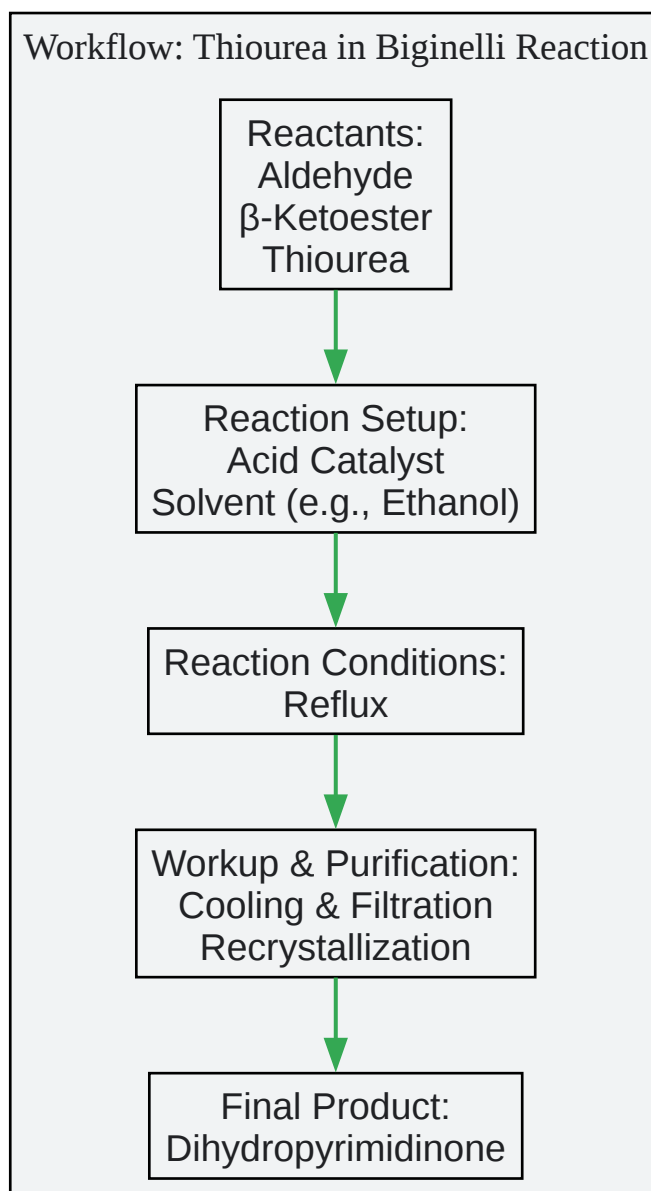 Workflow: Thiourea in Biginelli Reaction
Reactants:
Aldehyde
β-Ketoester
Thiourea
Reaction Setup:
Acid Catalyst
Solvent (e.g., Ethanol)
Reaction Conditions:
Reflux
Workup & Purification:
Cooling & Filtration
Recrystallization
Final Product:
Dihydropyrimidinone